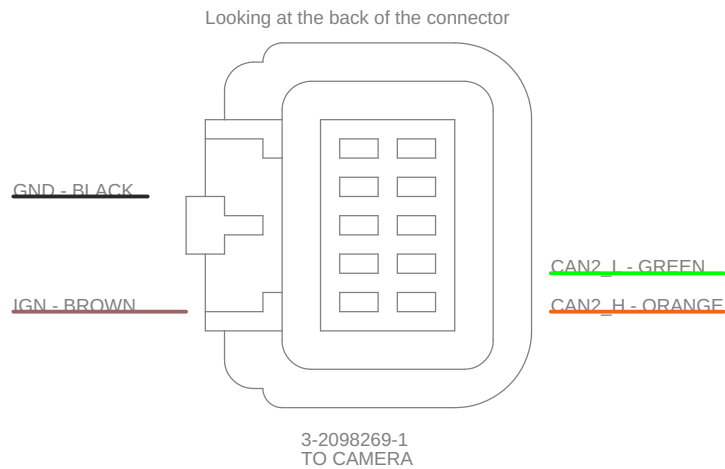 Looking at the back of the connector
GND - BLACK
CAN2_L - GREEN
IGN - BROWN
CAN2_H - ORANGE
3-2098269-1
TO CAMERA